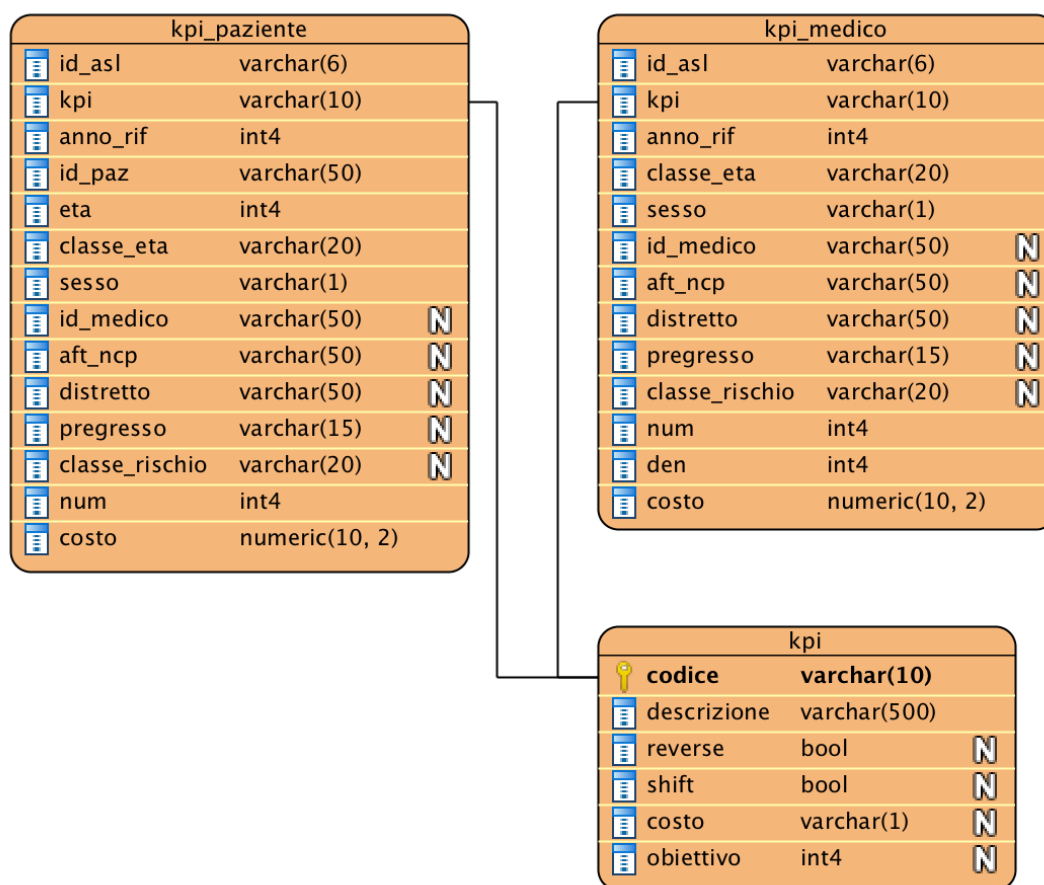 kpi_paziente
id_asl varchar(6)
kpi varchar(10)
anno_rif int4
id_paz varchar(50)
eta int4
classe_eta varchar(20)
sesso varchar(1)
id_medico varchar(50) N
aft_ncp varchar(50) N
distretto varchar(50) N
pregresso varchar(15) N
classe_rischio varchar(20) N
num int4
costo numeric(10, 2)
kpi_medico
id_asl varchar(6)
kpi varchar(10)
anno_rif int4
classe_eta varchar(20)
sesso varchar(1)
id_medico varchar(50) N
aft_ncp varchar(50) N
distretto varchar(50) N
pregresso varchar(15) N
classe_rischio varchar(20) N
num int4
den int4
costo numeric(10, 2)
kpi
codice varchar(10)
descrizione varchar(500)
reverse bool N
shift bool N
costo varchar(1) N
obiettivo int4 N